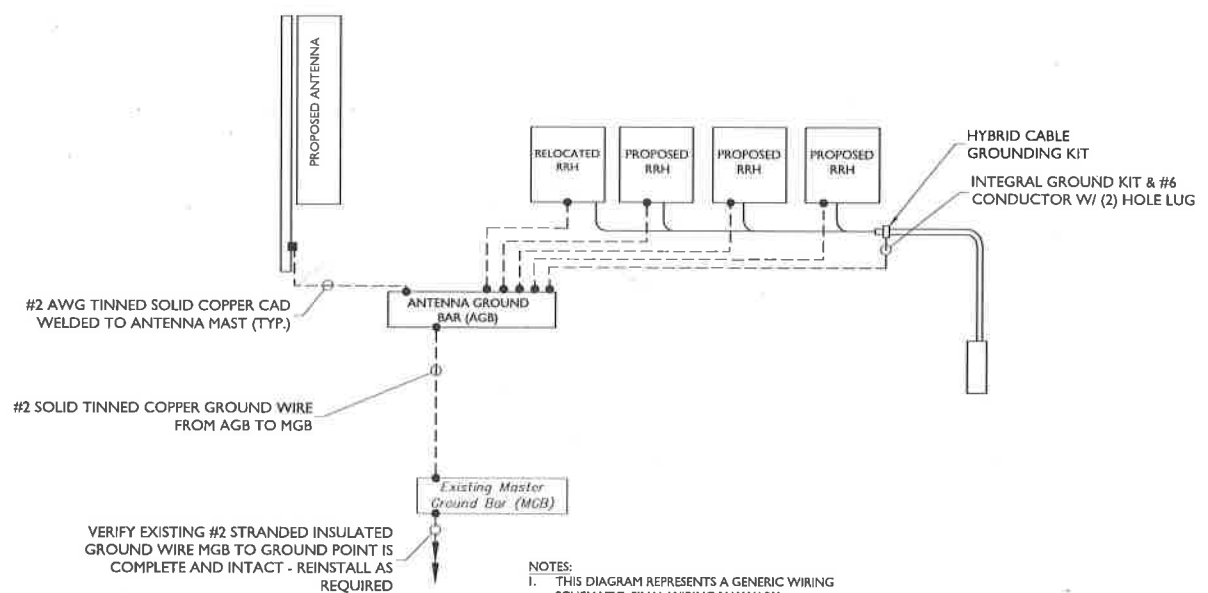 PROPOSED ANTENNA
RELOCATED
RRH
PROPOSED
RRH
PROPOSED
RRH
PROPOSED
RRH
HYBRID CABLE
GROUNDING KIT
INTEGRAL GROUND KIT & #6
CONDUCTOR W/ (2) HOLE LUG
#2 AWG TINNED SOLID COPPER CAD
WELDED TO ANTENNA MAST (TYP.)
ANTENNA GROUND
BAR (AGB)
#2 SOLID TINNED COPPER GROUND WIRE
FROM AGB TO MGB
Existing Master
Ground Bar (MGB)
VERIFY EXISTING #2 STRANDED INSULATED
GROUND WIRE MGB TO GROUND POINT IS
COMPLETE AND INTACT - REINSTALL AS
REQUIRED
NOTES:
1. THIS DIAGRAM REPRESENTS A GENERIC WIRING